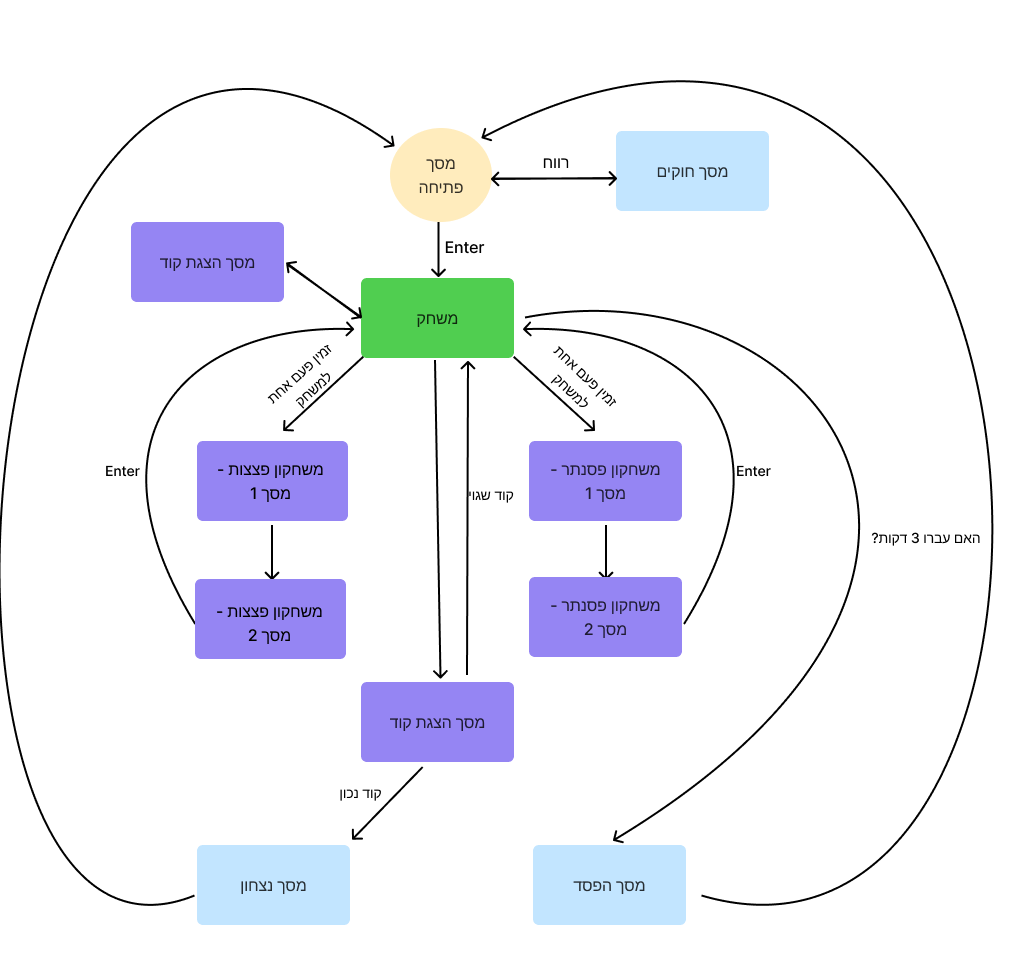 מסך
פתיחה
רווח
מסך חוקים
Enter
מסך הצגת קוד
משחק
זמין פעם אחת
למשחק
זמין פעם אחת
למשחק
Enter
משחקון פצצות -
מסך 1
קוד שגוי
משחקון פסנתר -
מסך 1
Enter
האם עברו 3 דקות?
משחקון פצצות -
מסך 2
משחקון פסנתר -
מסך 2
מסך הצגת קוד
קוד נכון
מסך נצחון
מסך הפסד